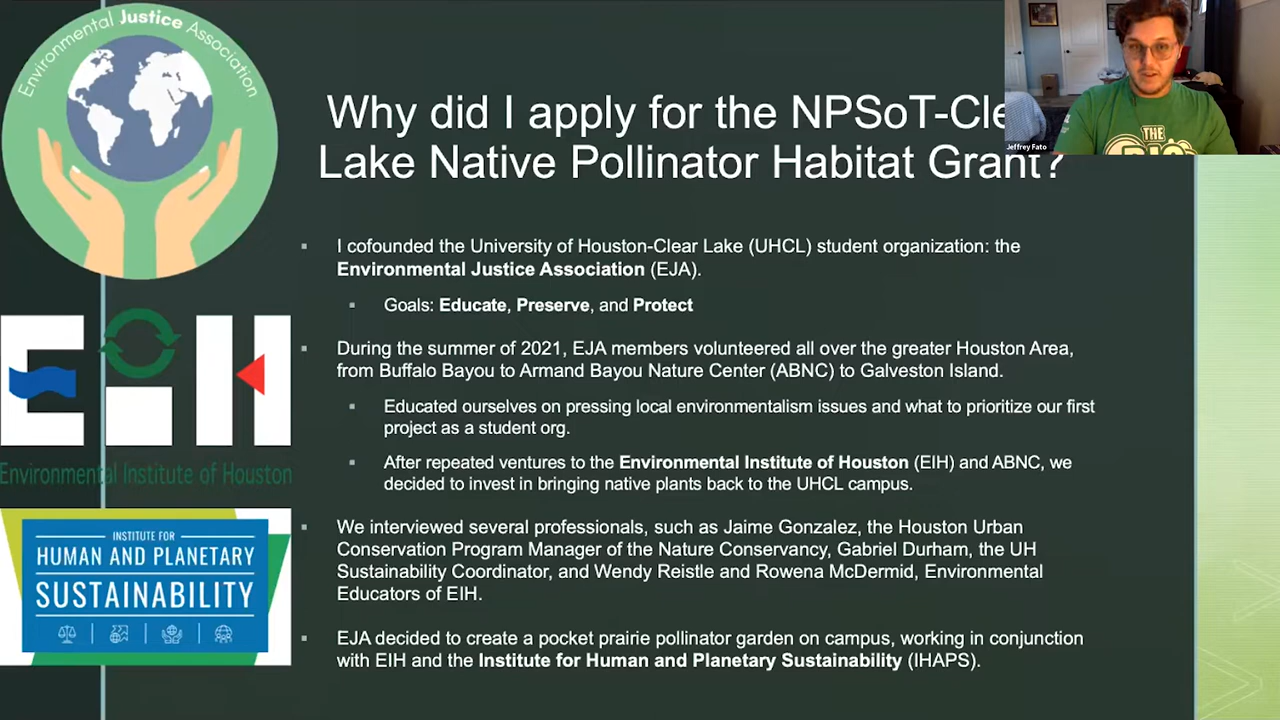 Environmental Justice Association
Why did I apply for the NPSoT-Cle
Lake Native Pollinator Habitat Grant?
Jeffrey Fato
THE
I cofounded the University of Houston-Clear Lake (UHCL) student organization: the
Environmental Justice Association (EJA).
Goals: Educate, Preserve, and Protect
During the summer of 2021, EJA members volunteered all over the greater Houston Area,
from Buffalo Bayou to Armand Bayou Nature Center (ABNC) to Galveston Island.
Educated ourselves on pressing local environmentalism issues and what to prioritize our first
project as a student org.
After repeated ventures to the Environmental Institute of Houston (EIH) and ABNC, we
decided to invest in bringing native plants back to the UHCL campus.
We interviewed several professionals, such as Jaime Gonzalez, the Houston Urban
Conservation Program Manager of the Nature Conservancy, Gabriel Durham, the UH
Sustainability Coordinator, and Wendy Reistle and Rowena McDermid, Environmental
Educators of EIH.
EJA decided to create a pocket prairie pollinator garden on campus, working in conjunction
with EIH and the Institute for Human and Planetary Sustainability (IHAPS).
EIH
Environmental Institute of Houston
INSTITUTE FOR
HUMAN AND PLANETARY
SUSTAINABILITY